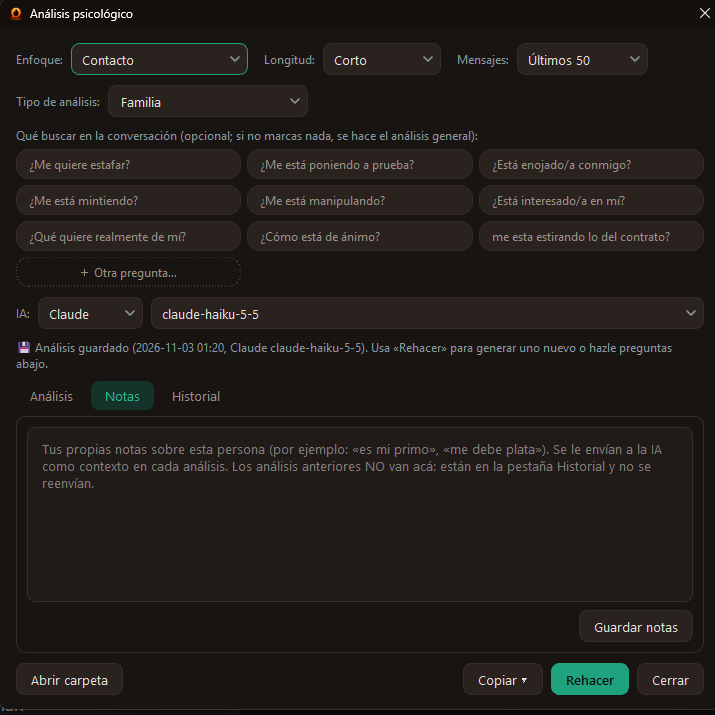 Análisis psicológico
Enfoque: Contacto Longitud: Corto Mensajes: Últimos 50
Tipo de análisis: Familia
Qué buscar en la conversación (opcional; si no marcas nada, se hace el análisis general):
¿Me quiere estafar? ¿Me está poniendo a prueba? ¿Está enojado/a conmigo?
¿Me está mintiendo? ¿Me está manipulando? ¿Está interesado/a en mí?
¿Qué quiere realmente de mí? ¿Cómo está de ánimo? me esta estirando lo del contrato?
+ Otra pregunta...
IA: Claude claude-haiku-5-5
💾 Análisis guardado (2026-11-03 01:20, Claude claude-haiku-5-5). Usa «Rehacer» para generar uno nuevo o hazle preguntas
abajo.
Análisis Notas Historial
Tus propias notas sobre esta persona (por ejemplo: «es mi primo», «me debe plata»). Se le envían a la IA
como contexto en cada análisis. Los análisis anteriores NO van acá: están en la pestaña Historial y no se
reenvían.
Guardar notas
Abrir carpeta Copiar Rehacer Cerrar